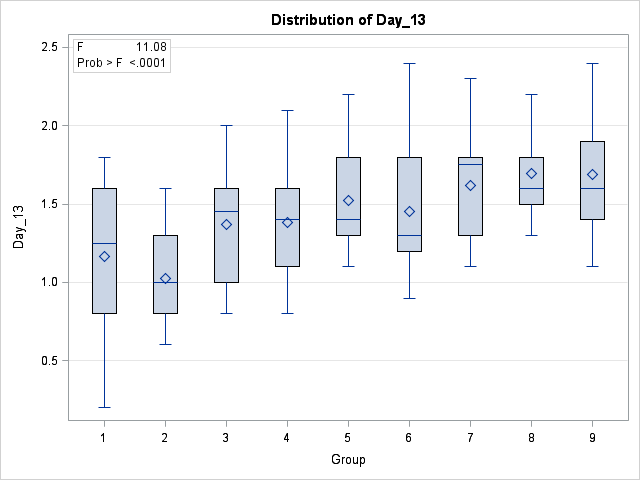 Distribution of Day_13
F 11.08
Prob > F <.0001
2.5
2.0
1.5
1.0
0.5
Day_13
1 2 3 4 5 6 7 8 9
Group